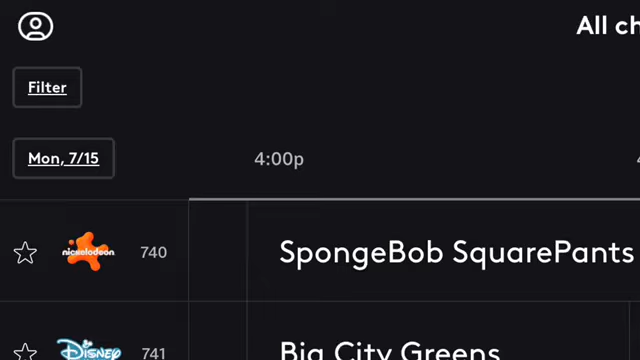 All ch
Filter
Mon, 7/15
4:00p
nickelodeon
740
SpongeBob SquarePants
Disney
741
Big City Greens